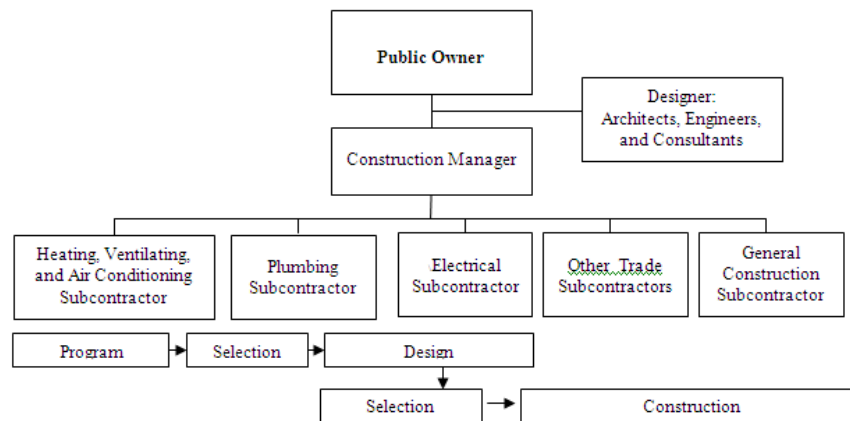 Public Owner
Designer:
Architects, Engineers,
and Consultants
Construction Manager
Heating, Ventilating,
and Air Conditioning
Subcontractor
Plumbing
Subcontractor
Electrical
Subcontractor
Other Trade
Subcontractors
General
Construction
Subcontractor
Program
Selection
Design
Selection
Construction